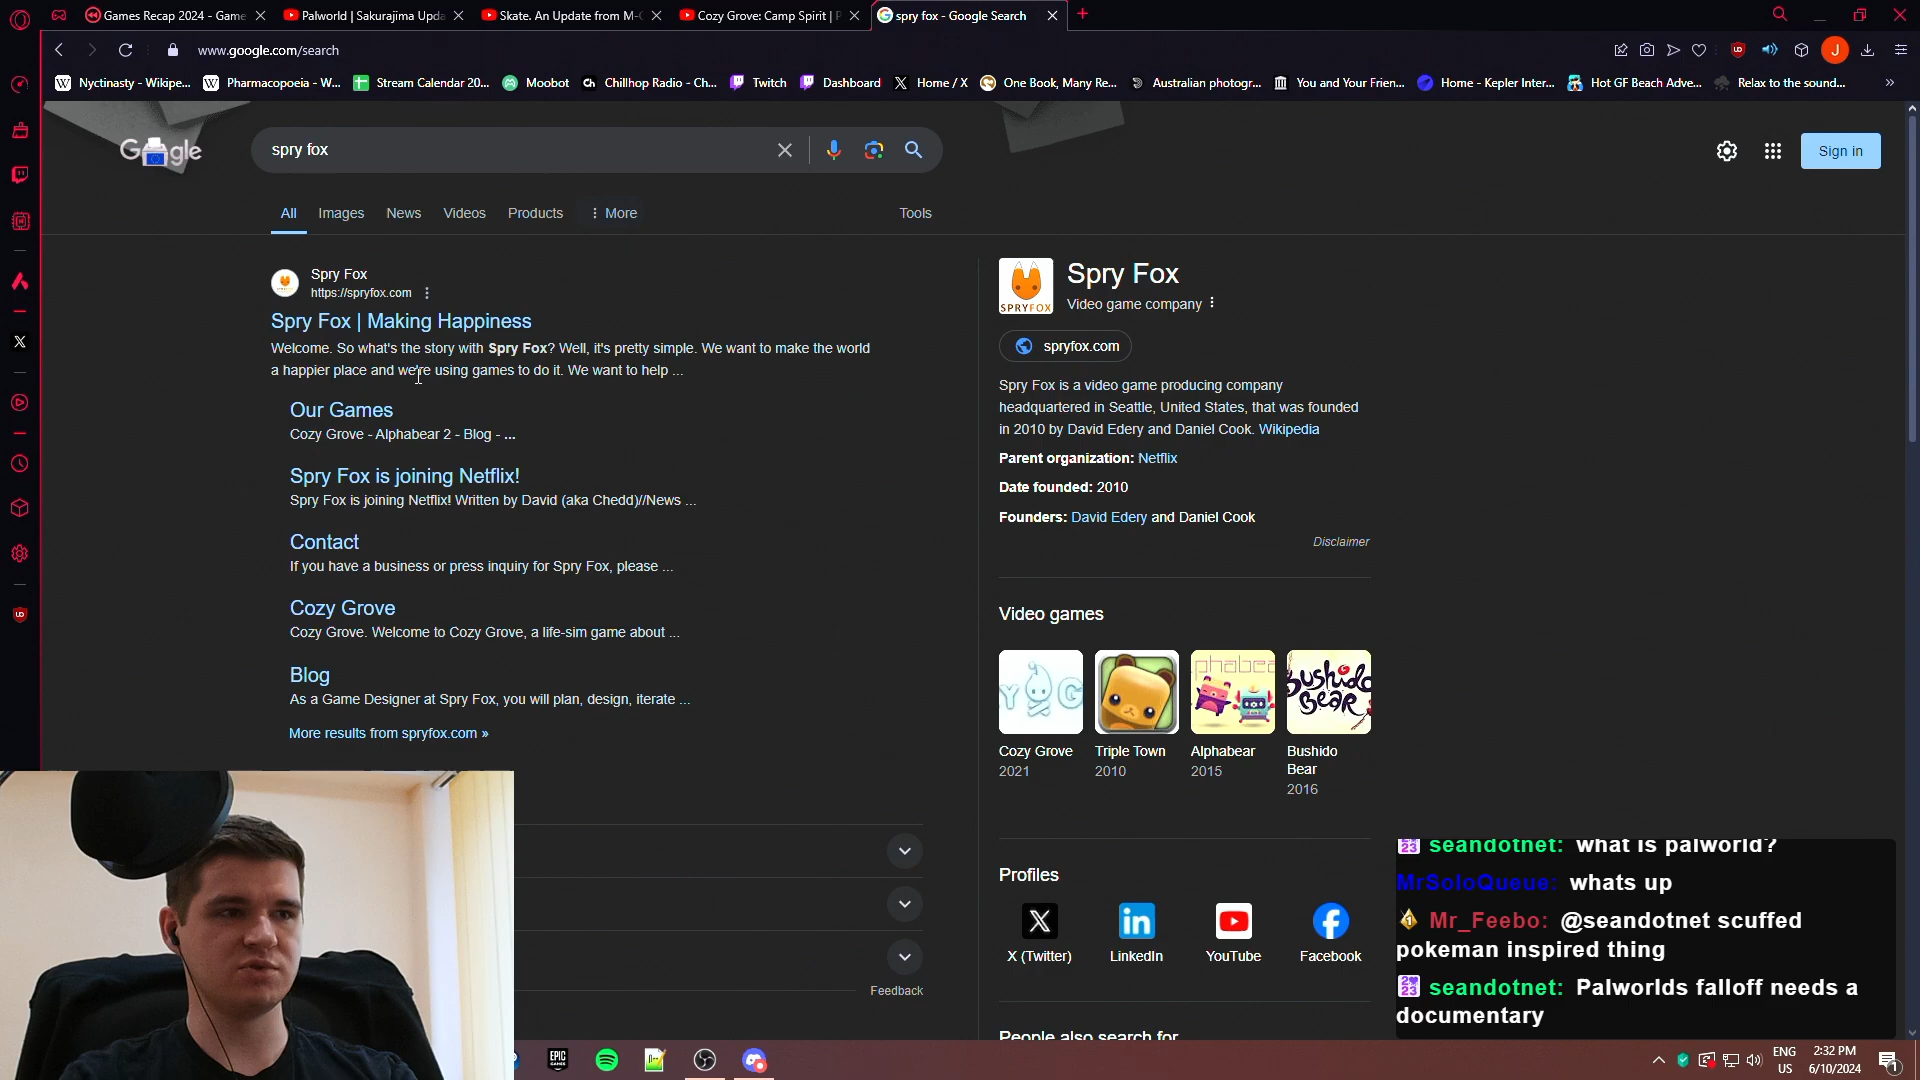 Games Recap 2024 - Game
Palworld | Sakurajima Upda
Skate. An Update from M-
Cozy Grove: Camp Spirit | P
spry fox - Google Search
www.google.com/search
Nyctinasty - Wikipe...
Pharmacopoeia - W...
Stream Calendar 20...
Moobot
Chillhop Radio - Ch...
Twitch
Dashboard
Home / X
One Book, Many Re...
Australian photogr...
You and Your Frien...
Home - Kepler Inter...
Hot GF Beach Adve...
Relax to the sound...
Google
spry fox
Sign in
All
Images
News
Videos
Products
More
Tools
Spry Fox
https://spryfox.com
Spry Fox | Making Happiness
Welcome. So what's the story with Spry Fox? Well, it's pretty simple. We want to make the world
a happier place and we're using games to do it. We want to help ...
Our Games
Cozy Grove - Alphabear 2 - Blog - ...
Spry Fox is joining Netflix!
Spry Fox is joining Netflix! Written by David (aka Chedd)//News ...
Contact
If you have a business or press inquiry for Spry Fox, please ...
Cozy Grove
Cozy Grove. Welcome to Cozy Grove, a life-sim game about ...
Blog
As a Game Designer at Spry Fox, you will plan, design, iterate ...
More results from spryfox.com »
Feedback
SPRYFOX
Spry Fox
Video game company
spryfox.com
Spry Fox is a video game producing company
headquartered in Seattle, United States, that was founded
in 2010 by David Edery and Daniel Cook. Wikipedia
Parent organization: Netflix
Date founded: 2010
Founders: David Edery and Daniel Cook
Disclaimer
Video games
Bushido
BEAR
Cozy Grove
2021
Triple Town
2010
Alphabear
2015
Bushido
Bear
2016
Profiles
X (Twitter)
LinkedIn
YouTube
Facebook
People also search for
seandotnet: what is palworld?
MrSoloQueue: whats up
Mr_Feebo: @seandotnet scuffed
pokeman inspired thing
seandotnet: Palworlds falloff needs a
documentary
EPIC
GAMES
ENG
US
2:32 PM
6/10/2024